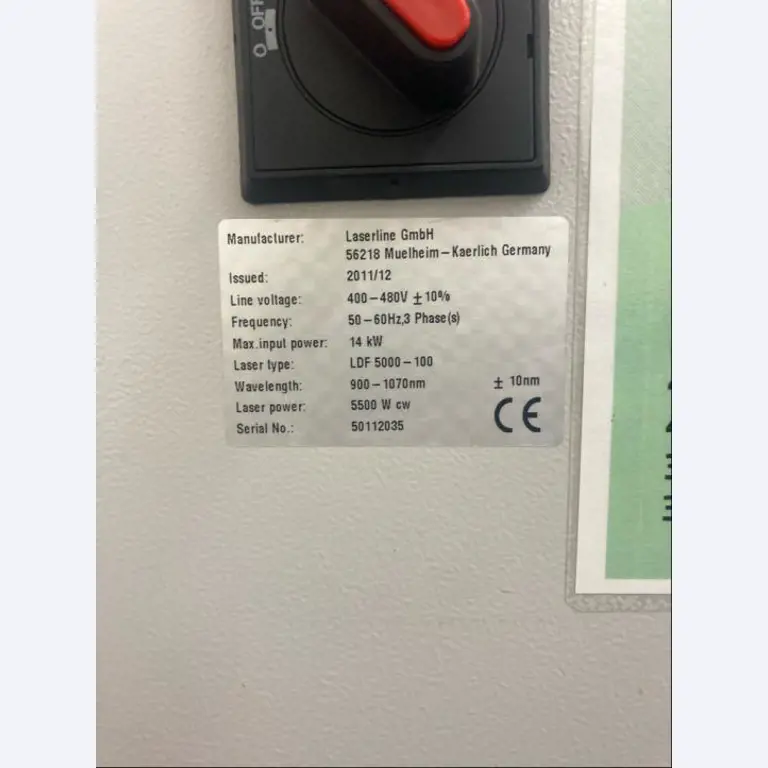 O OFF
Manufacturer: Laserline GmbH
56218 Muelheim-Kaerlich Germany
Issued: 2011/12
Line voltage: 400-480V ±10%
Frequency: 50-60Hz,3 Phase(s)
Max.input power: 14 kW
Laser type: LDF 5000-100
Wavelength: 900-1070nm ± 10nm
Laser power: 5500 W cw
Serial No.: 50112035
CE